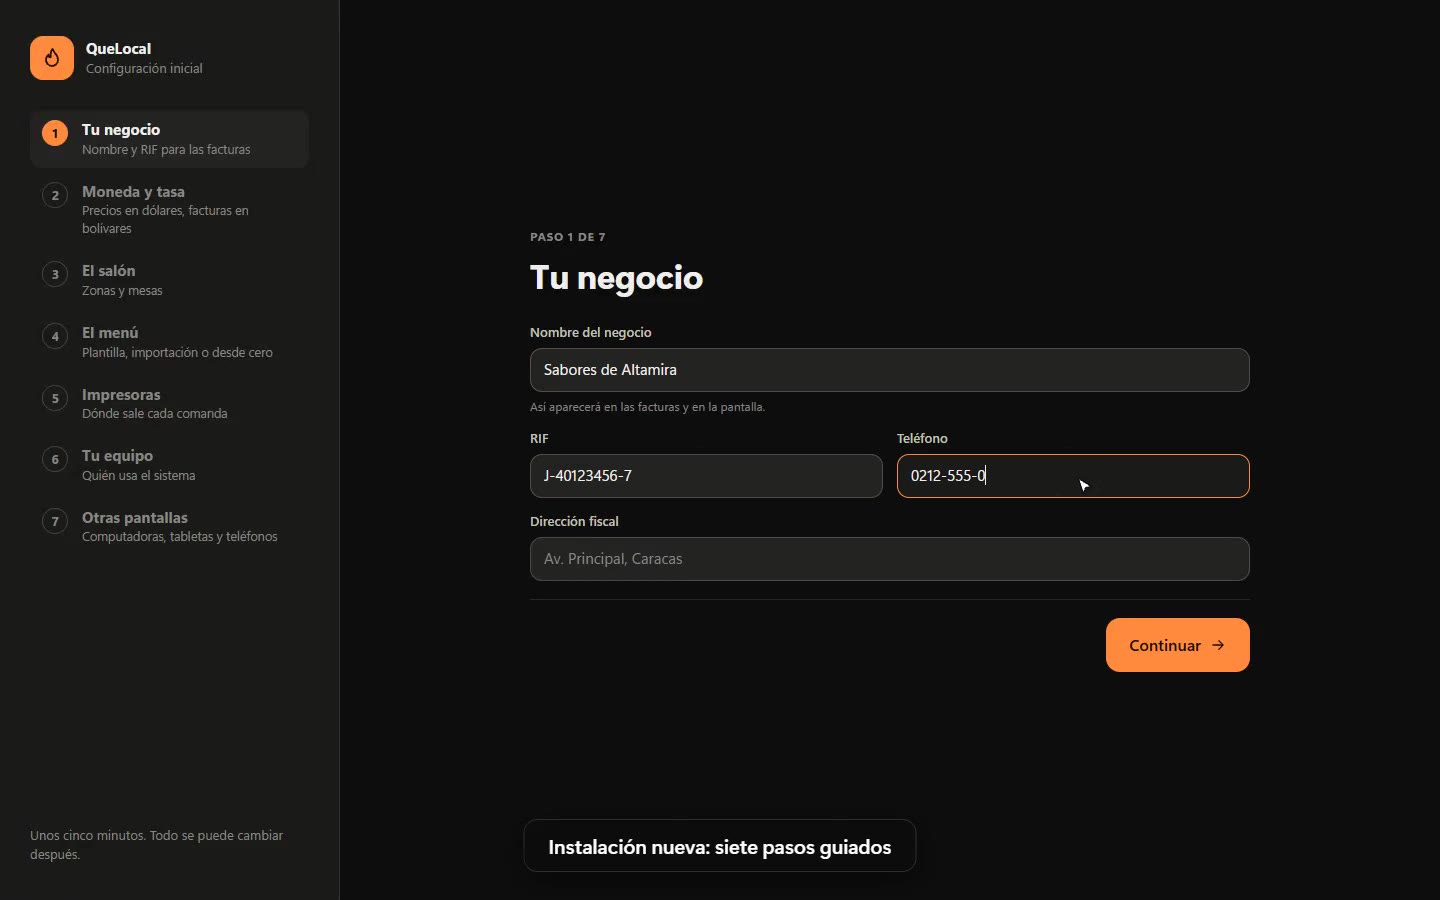 QueLocal
Configuración inicial
1
Tu negocio
Nombre y RIF para las facturas
2
Moneda y tasa
Precios en dólares, facturas en
bolívares
3
El salón
Zonas y mesas
4
El menú
Plantilla, importación o desde cero
5
Impresoras
Dónde sale cada comanda
6
Tu equipo
Quién usa el sistema
7
Otras pantallas
Computadoras, tabletas y teléfonos
Unos cinco minutos. Todo se puede cambiar
después.
PASO 1 DE 7
Tu negocio
Nombre del negocio
Sabores de Altamira
Así aparecerá en las facturas y en la pantalla.
RIF
J-40123456-7
Teléfono
0212-555-0
Dirección fiscal
Av. Principal, Caracas
Continuar →
Instalación nueva: siete pasos guiados